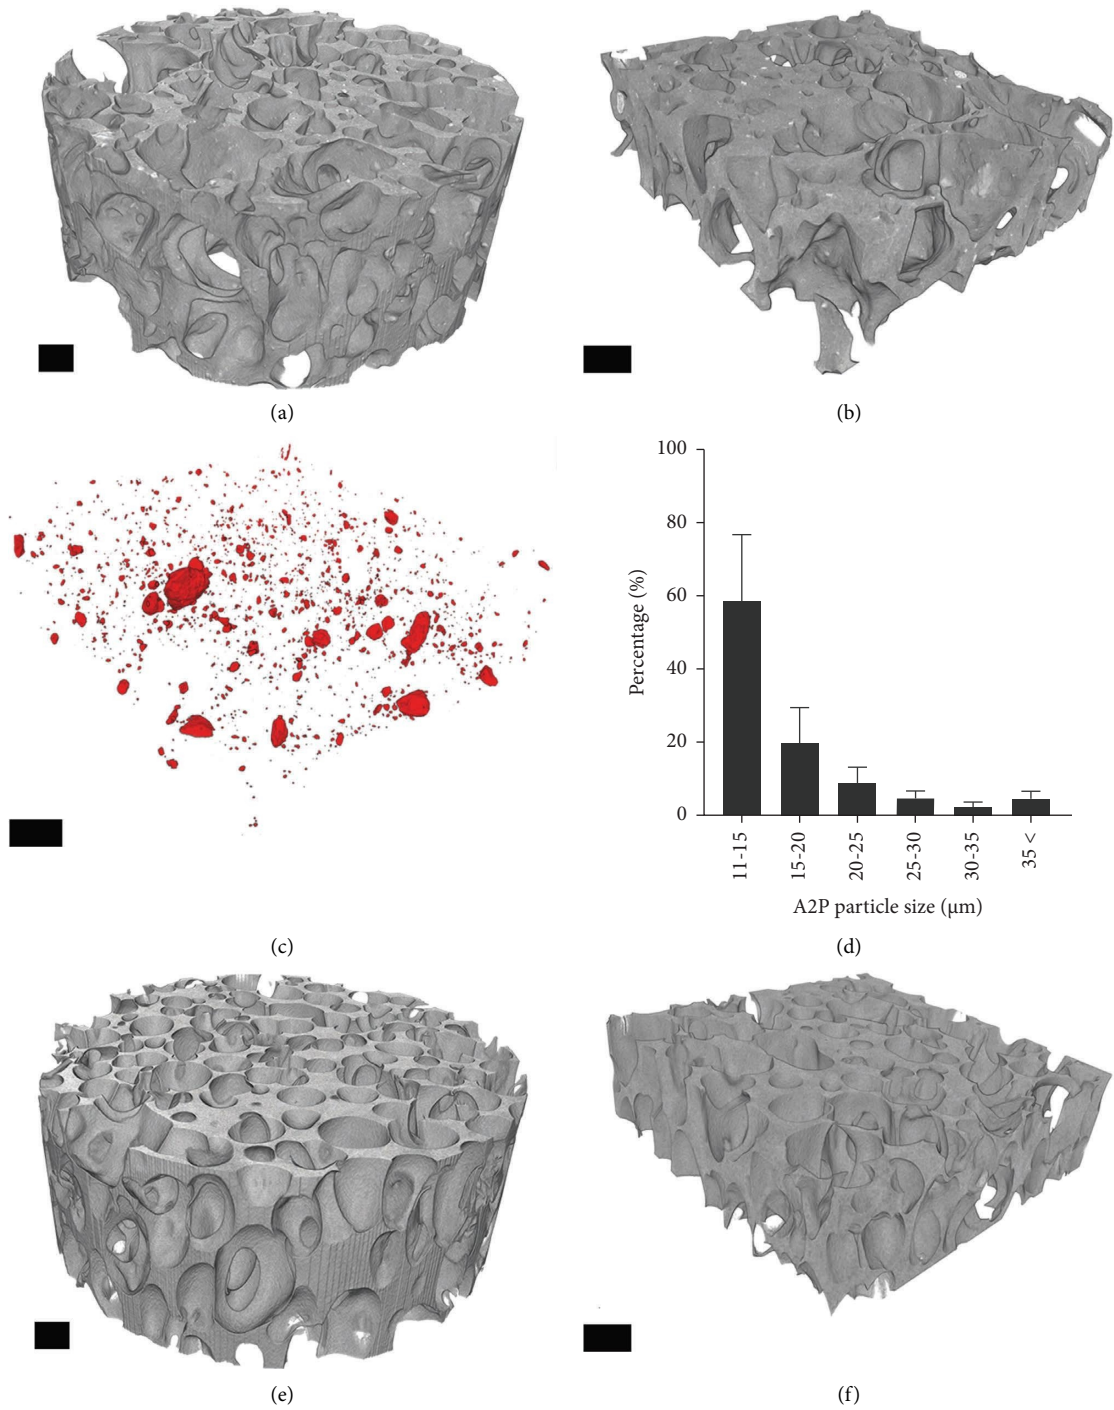 (a)
(b)
(c)
100
80
60
40
20
0
Percentage (%)
11-15
15-20
20-25
25-30
30-35
35 <
A2P particle size (μm)
(d)
(e)
(f)